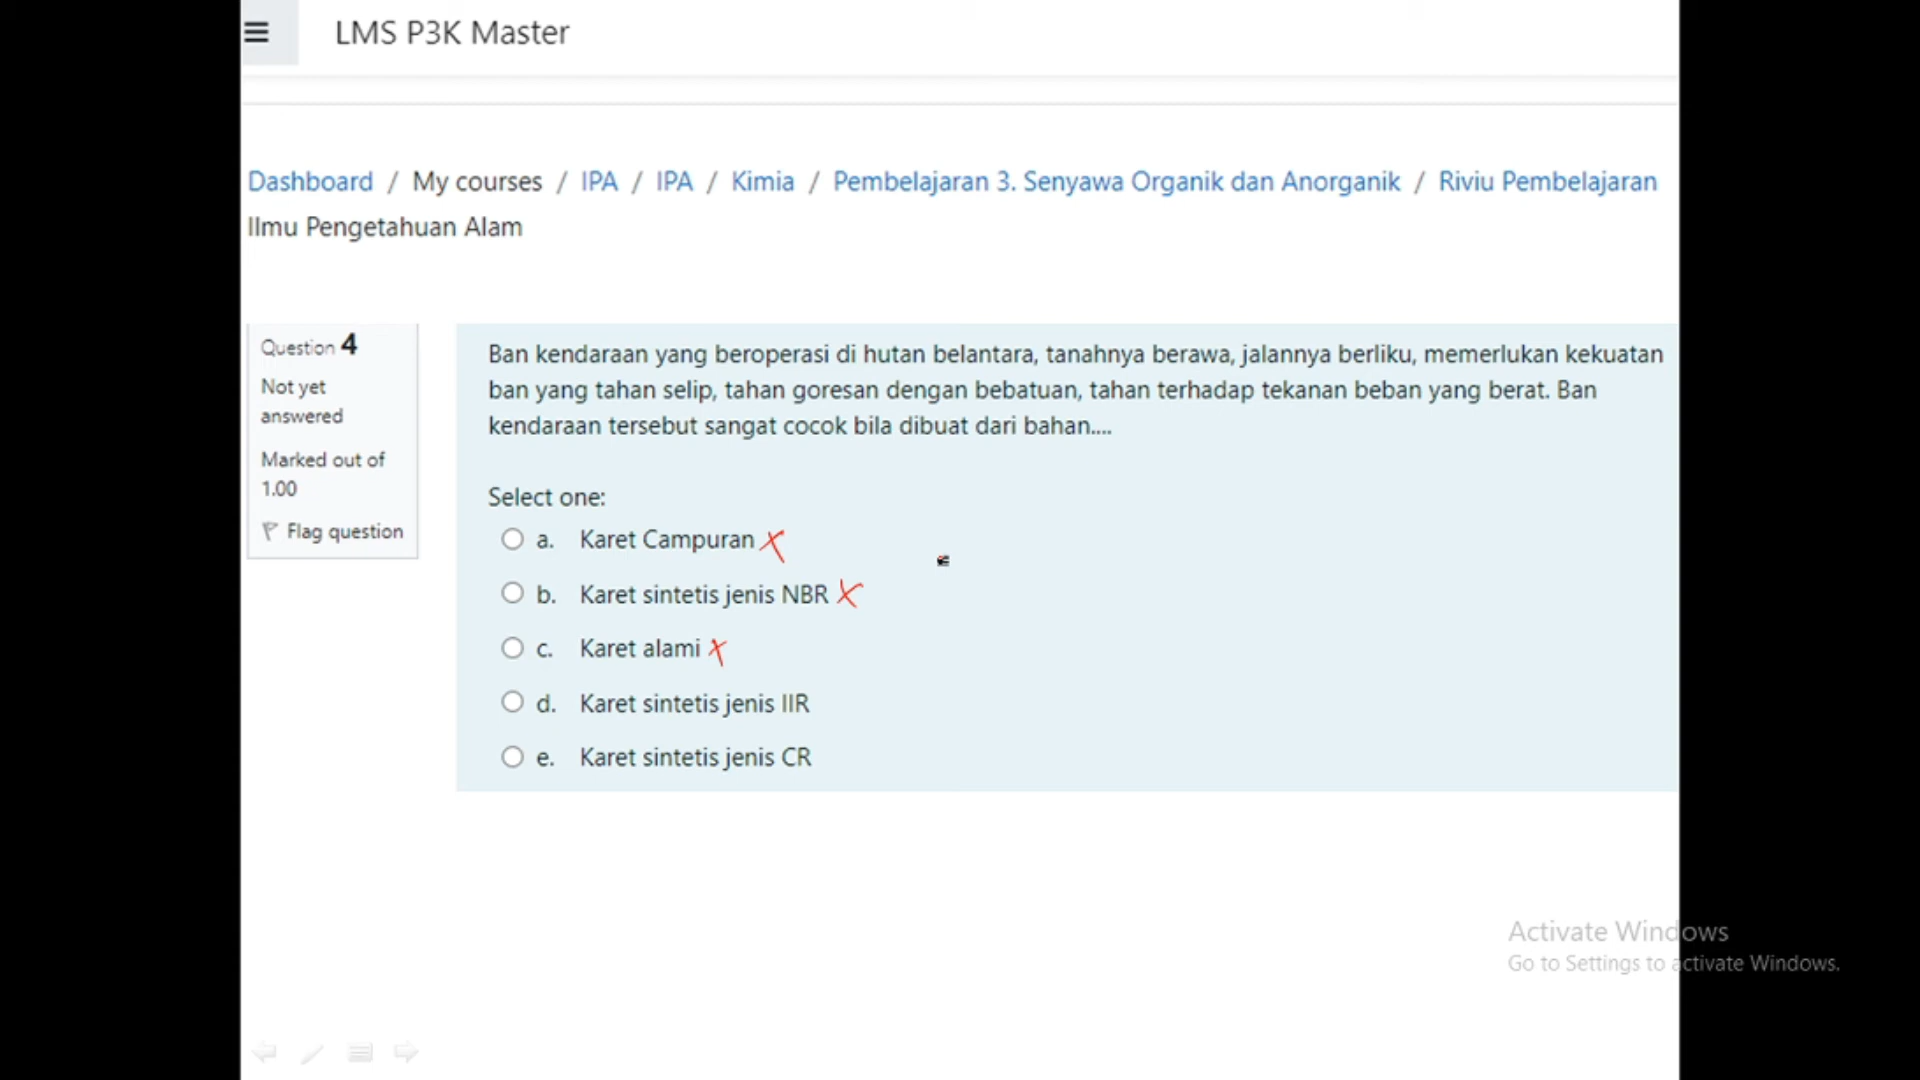 LMS P3K Master
Dashboard / My courses / IPA / IPA / Kimia / Pembelajaran 3. Senyawa Organik dan Anorganik / Riviu Pembelajaran
Ilmu Pengetahuan Alam
Question 4
Not yet
answered
Marked out of
1.00
Flag question
Ban kendaraan yang beroperasi di hutan belantara, tanahnya berawa, jalannya berliku, memerlukan kekuatan
ban yang tahan selip, tahan goresan dengan bebatuan, tahan terhadap tekanan beban yang berat. Ban
kendaraan tersebut sangat cocok bila dibuat dari bahan....
Select one:
a. Karet Campuran
b. Karet sintetis jenis NBR
c. Karet alami
d. Karet sintetis jenis IIR
e. Karet sintetis jenis CR
Activate Windows
Go to Settings to activate Windows.